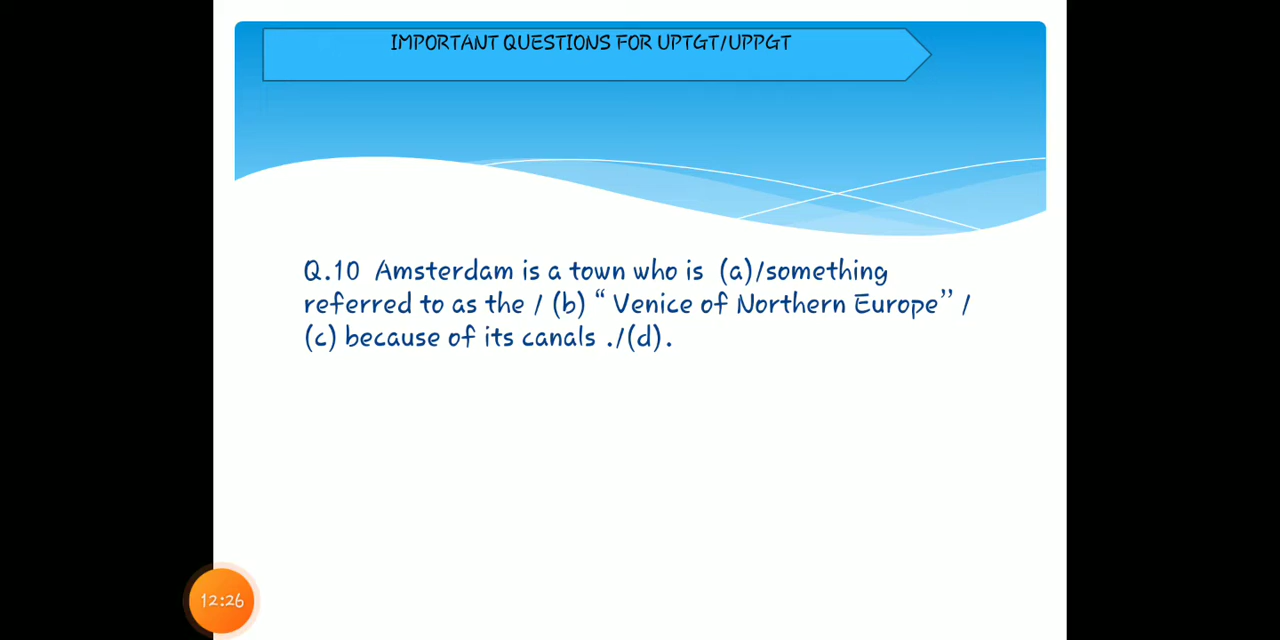 IMPORTANT QUESTIONS FOR UPTGT/UPPGT
Q.10 Amsterdam is a town who is (a)/something
referred to as the / (b) “ Venice of Northern Europe” /
(c) because of its canals ./(d).
12:26